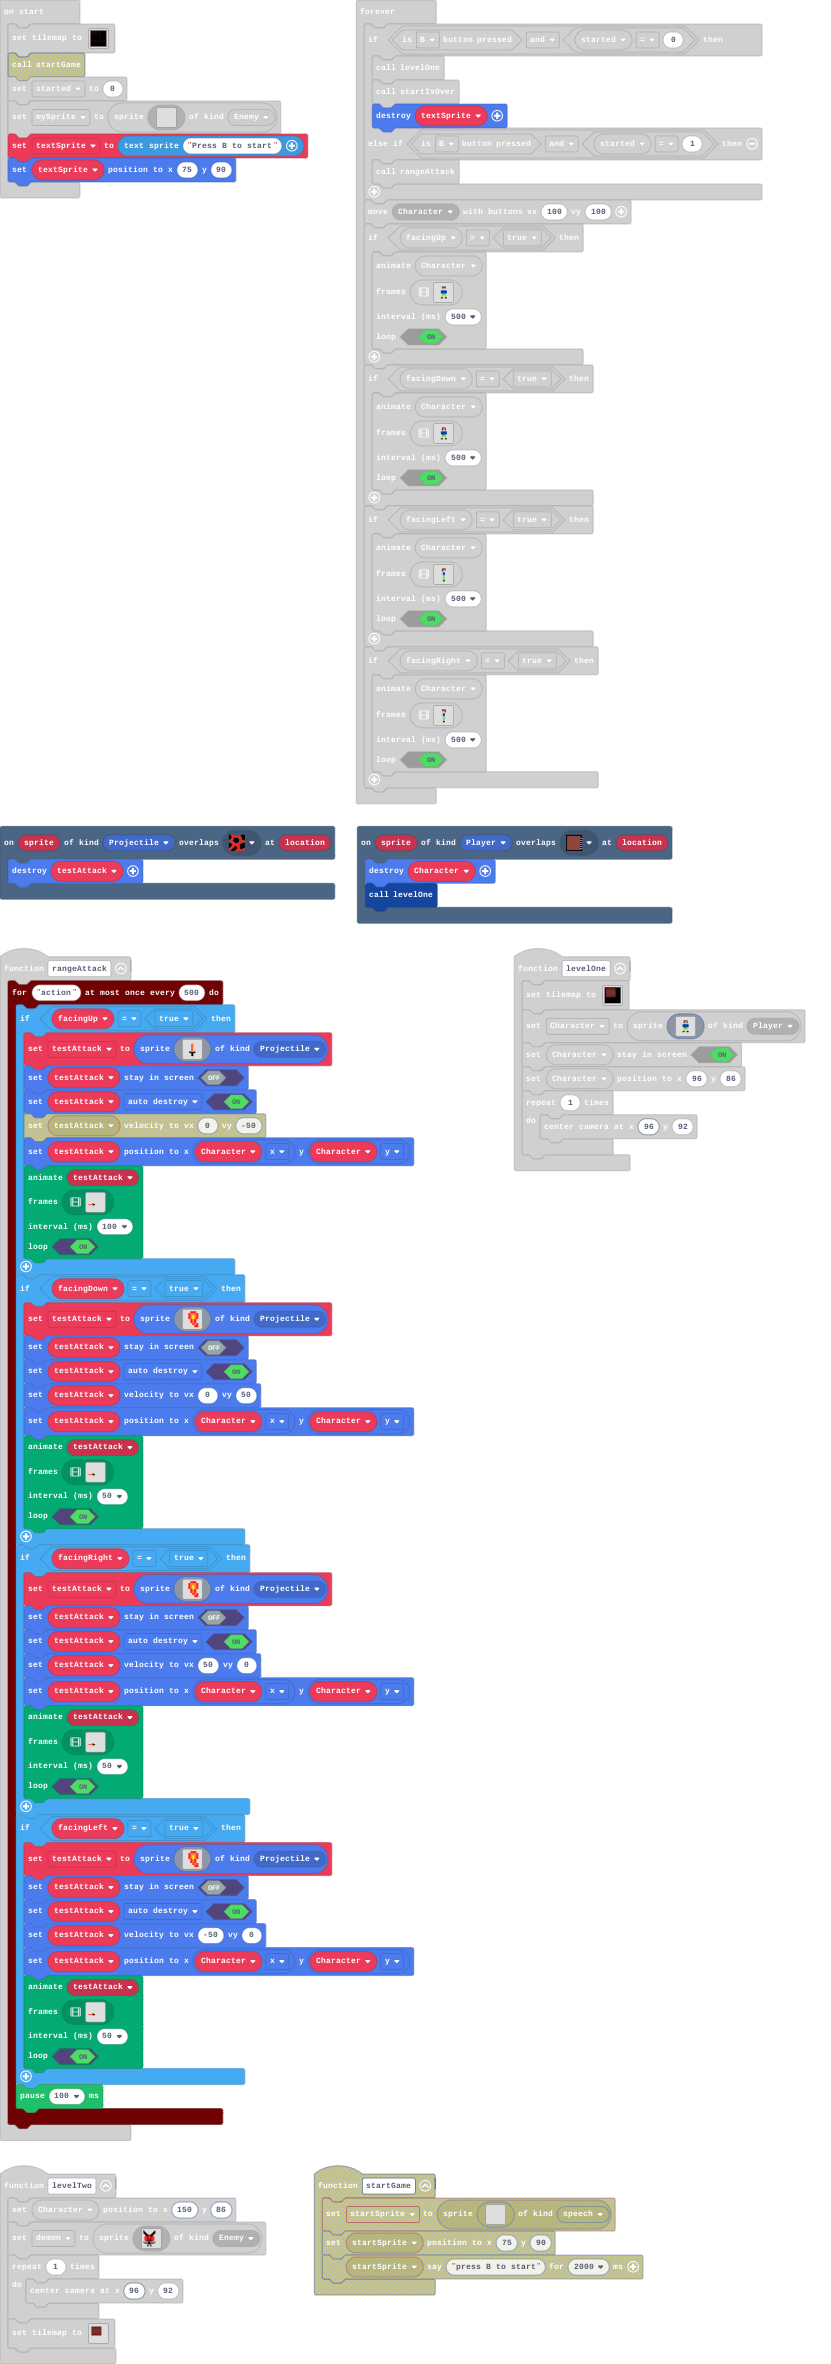 on start
set tilemap to
call startGame
set started to 0
set mySprite to sprite of kind Enemy
set textSprite to text sprite "Press B to start"
set textSprite position to x 75 y 90
forever
if is B button pressed and started = 0 then
call levelOne
call startIsOver
destroy textSprite
else if is B button pressed and started = 1 then
call rangeAttack
move Character with buttons vx 100 vy 100
if facingUp = true then
animate Character
frames
interval (ms) 500
loop ON
if facingDown = true then
animate Character
frames
interval (ms) 500
loop ON
if facingLeft = true then
animate Character
frames
interval (ms) 500
loop ON
if facingRight = true then
animate Character
frames
interval (ms) 500
loop ON
on sprite of kind Projectile overlaps at location
destroy testAttack
on sprite of kind Player overlaps at location
destroy Character
call levelOne
function rangeAttack
for "action" at most once every 500 do
if facingUp = true then
set testAttack to sprite of kind Projectile
set testAttack stay in screen OFF
set testAttack auto destroy ON
set testAttack velocity to vx 0 vy -50
set testAttack position to x Character x y Character y
animate testAttack
frames
interval (ms) 100
loop ON
if facingDown = true then
set testAttack to sprite of kind Projectile
set testAttack stay in screen OFF
set testAttack auto destroy ON
set testAttack velocity to vx 0 vy 50
set testAttack position to x Character x y Character y
animate testAttack
frames
interval (ms) 50
loop ON
if facingRight = true then
set testAttack to sprite of kind Projectile
set testAttack stay in screen OFF
set testAttack auto destroy ON
set testAttack velocity to vx 50 vy 0
set testAttack position to x Character x y Character y
animate testAttack
frames
interval (ms) 50
loop ON
if facingLeft = true then
set testAttack to sprite of kind Projectile
set testAttack stay in screen OFF
set testAttack auto destroy ON
set testAttack velocity to vx -50 vy 0
set testAttack position to x Character x y Character y
animate testAttack
frames
interval (ms) 50
loop ON
pause 100 ms
function levelOne
set tilemap to
set Character to sprite of kind Player
set Character stay in screen ON
set Character position to x 96 y 86
repeat 1 times
do center camera at x 96 y 92
function levelTwo
set Character position to x 150 y 86
set demon to sprite of kind Enemy
repeat 1 times
do center camera at x 96 y 92
set tilemap to
function startGame
set startSprite to sprite of kind speech
set startSprite position to x 75 y 90
startSprite say "press B to start" for 2000 ms